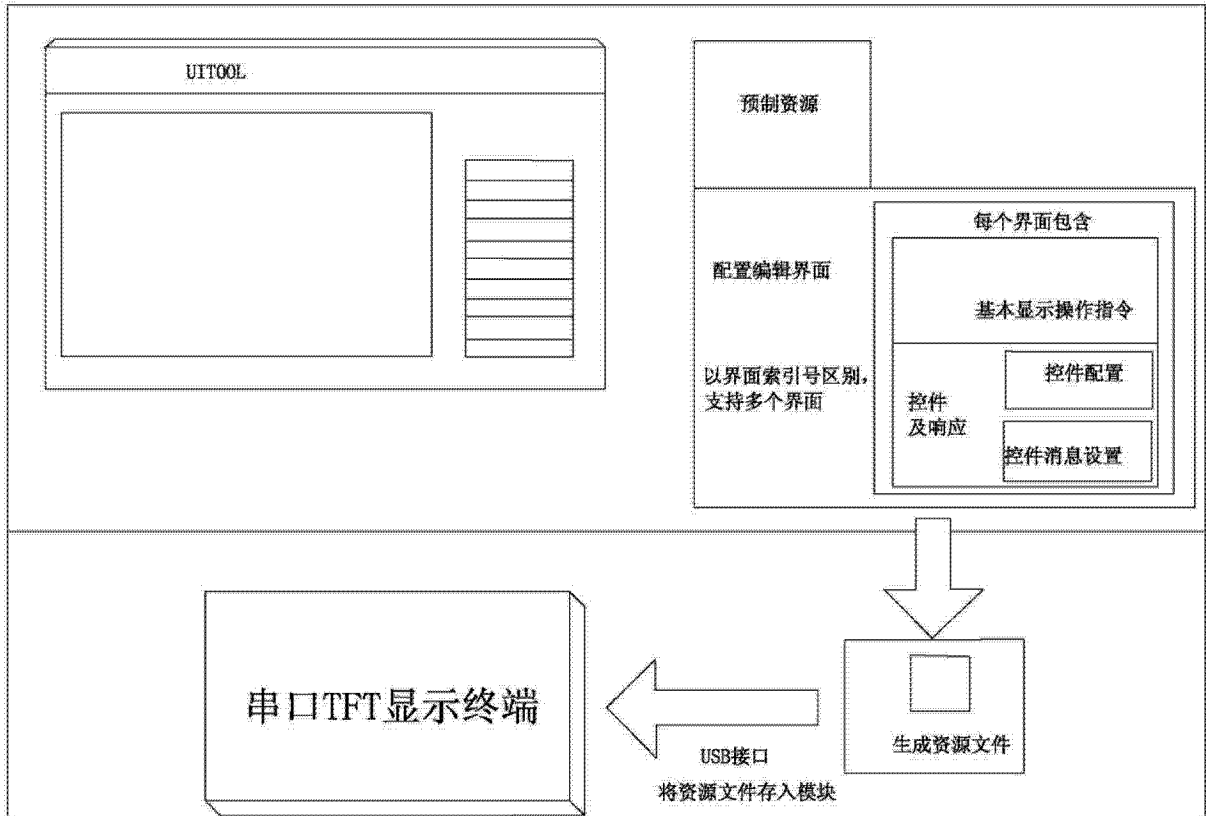 UITOOL
预制资源
每个界面包含
配置编辑界面
基本显示操作指令
以界面索引号区别，
支持多个界面
控件
及响应
控件配置
控件消息设置
串口TFT显示终端
USB接口
将资源文件存入模块
生成资源文件